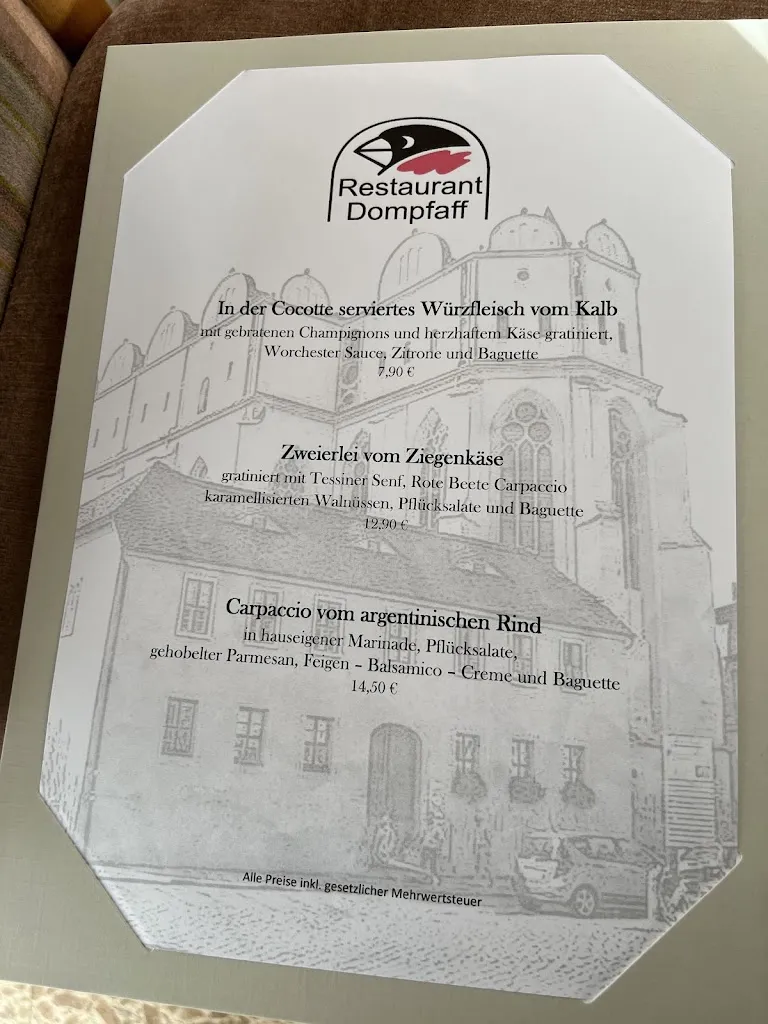 Restaurant
Dompfaff
In der Cocotte serviertes Würzfleisch vom Kalb
mit gebratenen Champignons und herzhaftem Käse gratiniert,
Worchester Sauce, Zitrone und Baguette
7,90 €
Zweierlei vom Ziegenkäse
gratiniert mit Tessiner Senf, Rote Beete Carpaccio
karamellisierten Walnüssen, Pflücksalate und Baguette
12,90 €
Carpaccio vom argentinischen Rind
in hauseigener Marinade, Pflücksalate,
gehobelter Parmesan, Feigen – Balsamico – Creme und Baguette
14,50 €
Alle Preise inkl. gesetzlicher Mehrwertsteuer